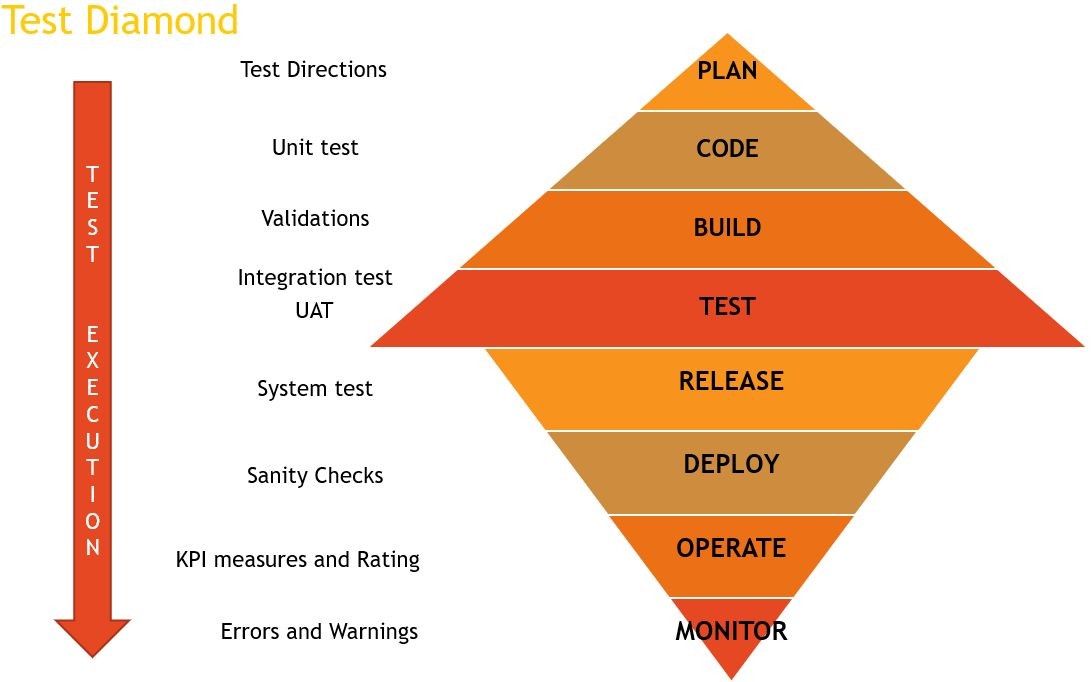 Test Diamond
TEST EXECUTION
Test Directions
PLAN
Unit test
CODE
Validations
BUILD
Integration test
UAT
TEST
System test
RELEASE
Sanity Checks
DEPLOY
KPI measures and Rating
OPERATE
Errors and Warnings
MONITOR